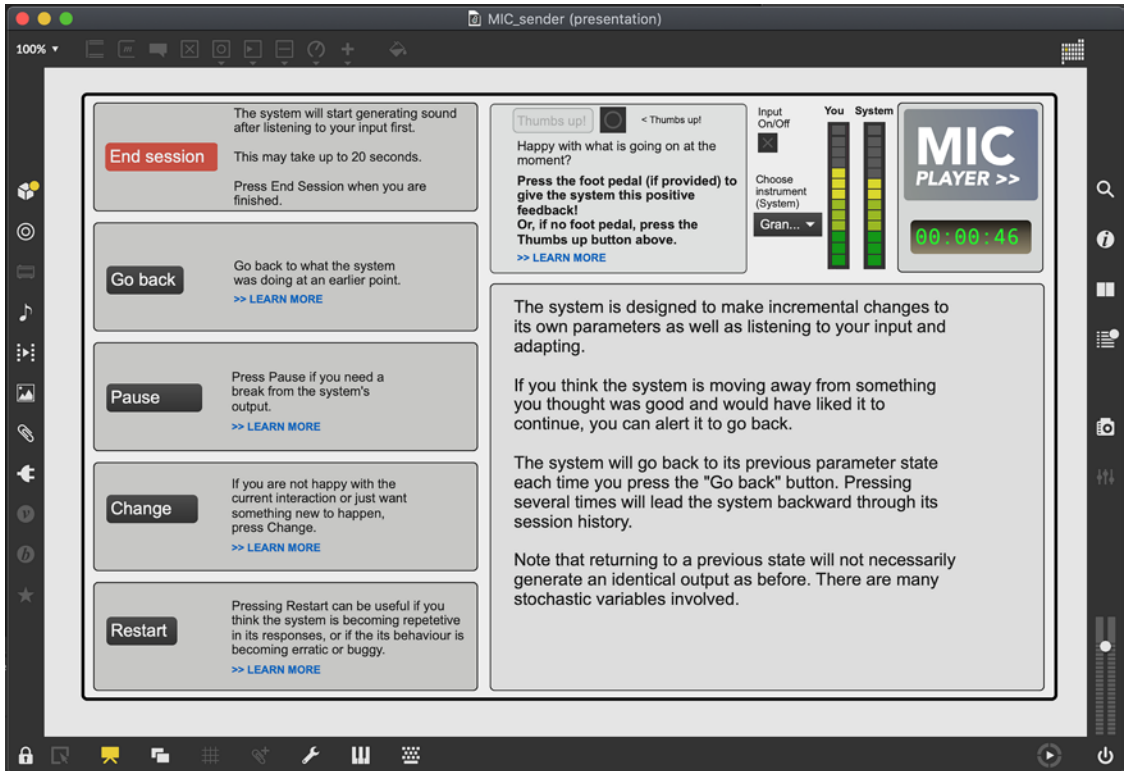 MIC_sender (presentation)
100%
End session
The system will start generating sound
after listening to your input first.
This may take up to 20 seconds.
Press End Session when you are
finished.
Go back
Go back to what the system
was doing at an earlier point.
>> LEARN MORE
Pause
Press Pause if you need a
break from the system's
output.
>> LEARN MORE
Change
If you are not happy with the
current interaction or just want
something new to happen,
press Change.
>> LEARN MORE
Restart
Pressing Restart can be useful if you
think the system is becoming repetetive
in its responses, or if the its behaviour is
becoming erratic or buggy.
>> LEARN MORE
Thumbs up!
< Thumbs up!
Happy with what is going on at the
moment?
Press the foot pedal (if provided) to
give the system this positive
feedback!
Or, if no foot pedal, press the
Thumbs up button above.
>> LEARN MORE
Input
On/Off
Choose
instrument
(System)
Gran...
You System
MIC
PLAYER >>
00:00:46
The system is designed to make incremental changes to
its own parameters as well as listening to your input and
adapting.
If you think the system is moving away from something
you thought was good and would have liked it to
continue, you can alert it to go back.
The system will go back to its previous parameter state
each time you press the "Go back" button. Pressing
several times will lead the system backward through its
session history.
Note that returning to a previous state will not necessarily
generate an identical output as before. There are many
stochastic variables involved.